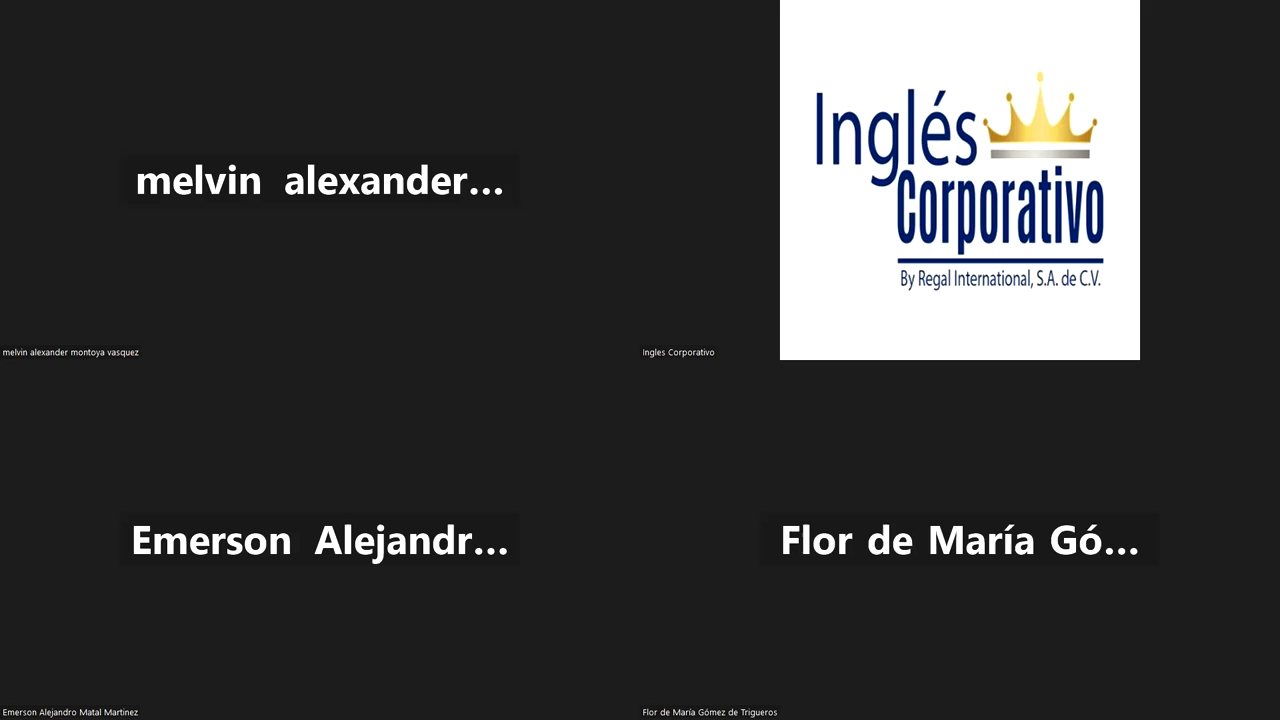 melvin alexander...
melvin alexander montoya vasquez
Inglés
Corporativo
By Regal International, S.A. de C.V.
Ingles Corporativo
Emerson Alejandr...
Emerson Alejandro Matal Martinez
Flor de María Gó...
Flor de María Gómez de Trigueros